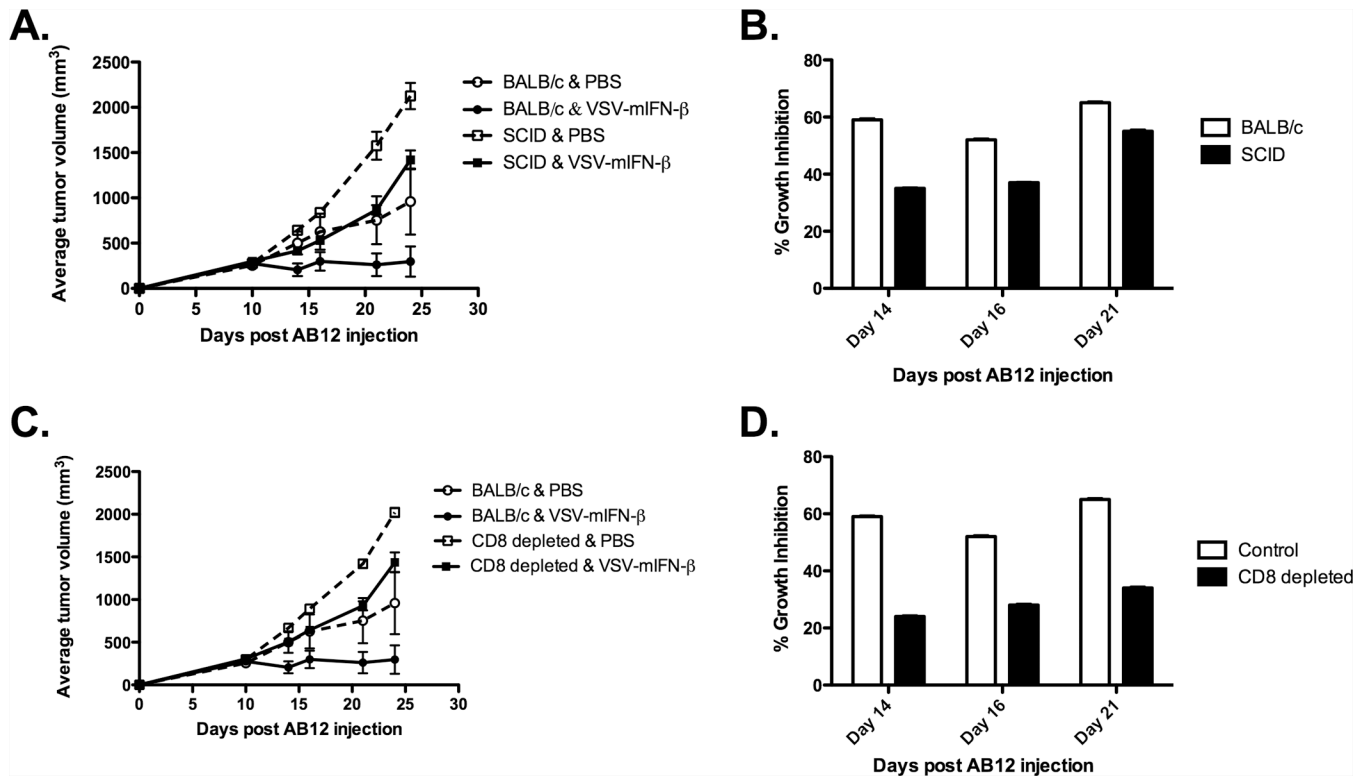 A.
Average tumor volume (mm³)
2500
2000
1500
1000
500
0
0 5 10 15 20 25 30
Days post AB12 injection
BALB/c & PBS
BALB/c & VSV-mIFN-β
SCID & PBS
SCID & VSV-mIFN-β
B.
% Growth Inhibition
80
60
40
20
0
Day 14 Day 16 Day 21
Days post AB12 injection
BALB/c
SCID
C.
Average tumor volume (mm³)
2500
2000
1500
1000
500
0
0 5 10 15 20 25 30
Days post AB12 injection
BALB/c & PBS
BALB/c & VSV-mIFN-β
CD8 depleted & PBS
CD8 depleted & VSV-mIFN-β
D.
% Growth Inhibition
80
60
40
20
0
Day 14 Day 16 Day 21
Days post AB12 injection
Control
CD8 depleted